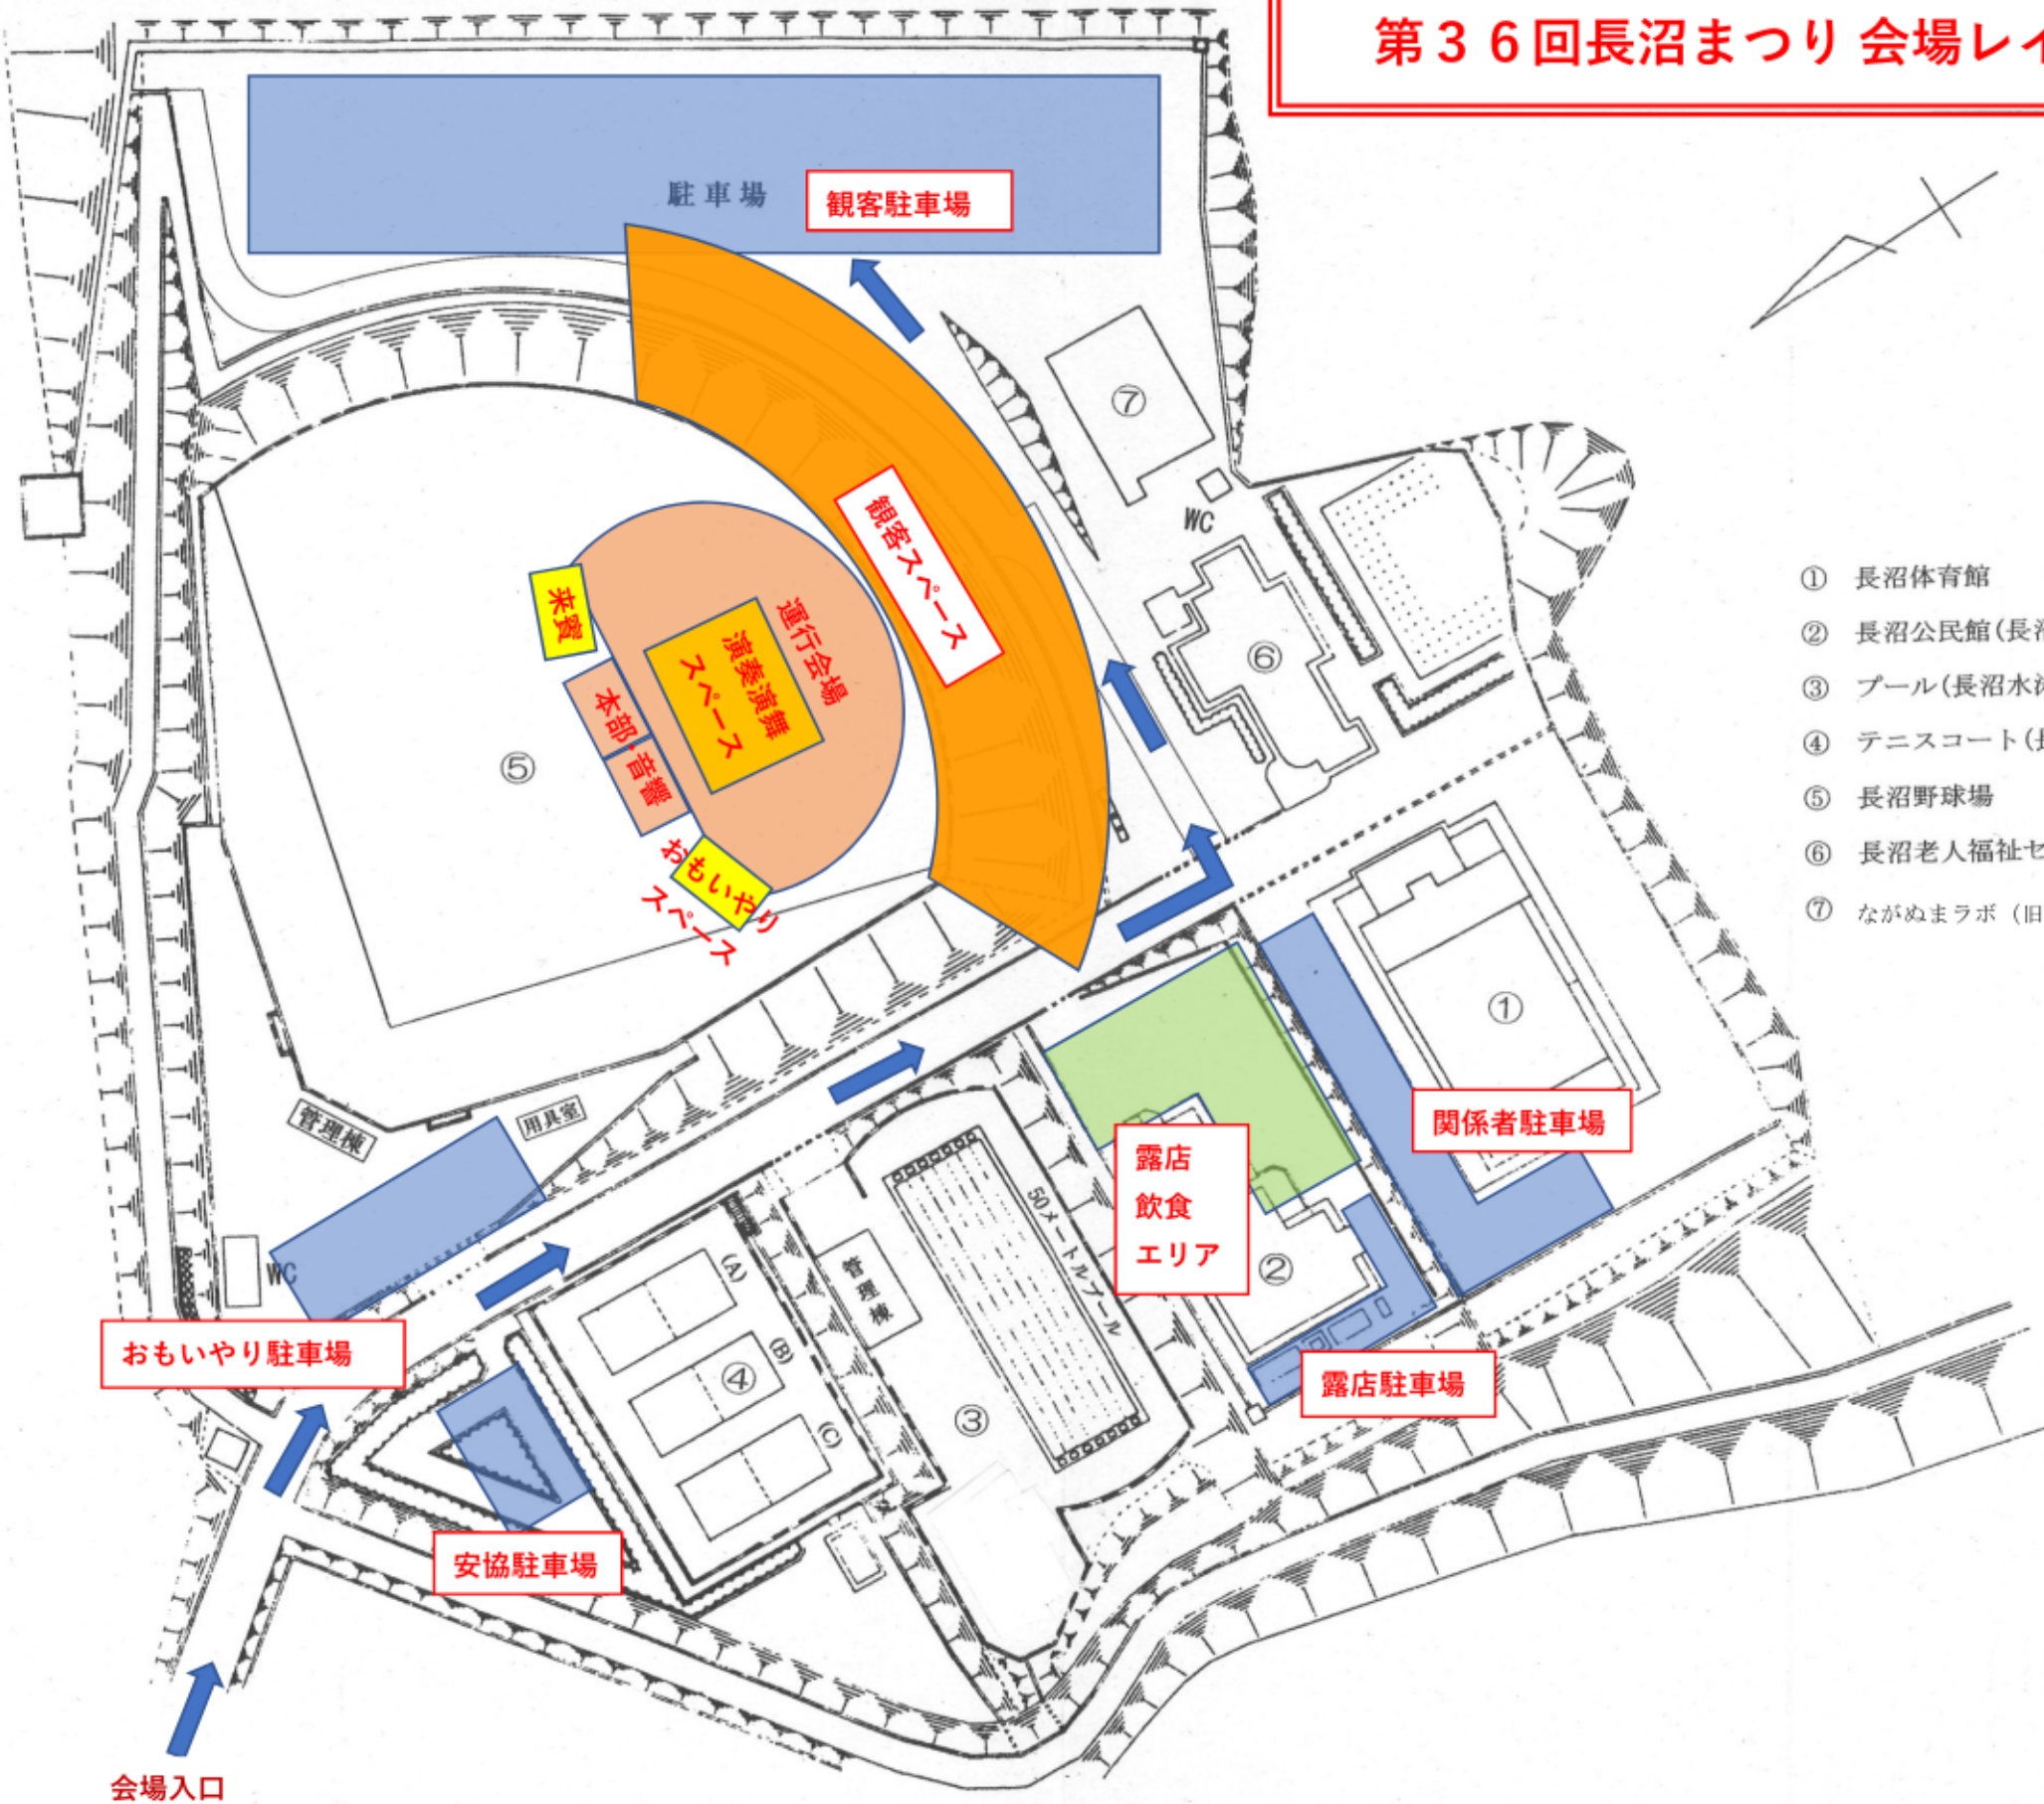 第３６回長沼まつり 会場レイ
駐車場
観客駐車場
⑦
WC
観客スペース
来賓
運行会場
演奏演舞
スペース
本部・音響
おもいやり
スペース
⑤
⑥
① 長沼体育館
② 長沼公民館(長沼
③ プール(長沼水泳
④ テニスコート(長
⑤ 長沼野球場
⑥ 長沼老人福祉セ
⑦ ながぬまラボ（旧
①
関係者駐車場
管理棟
用具室
WC
おもいやり駐車場
(A)
(B)
(C)
④
管理棟
50メートルプール
③
露店
飲食
エリア
②
露店駐車場
安協駐車場
会場入口